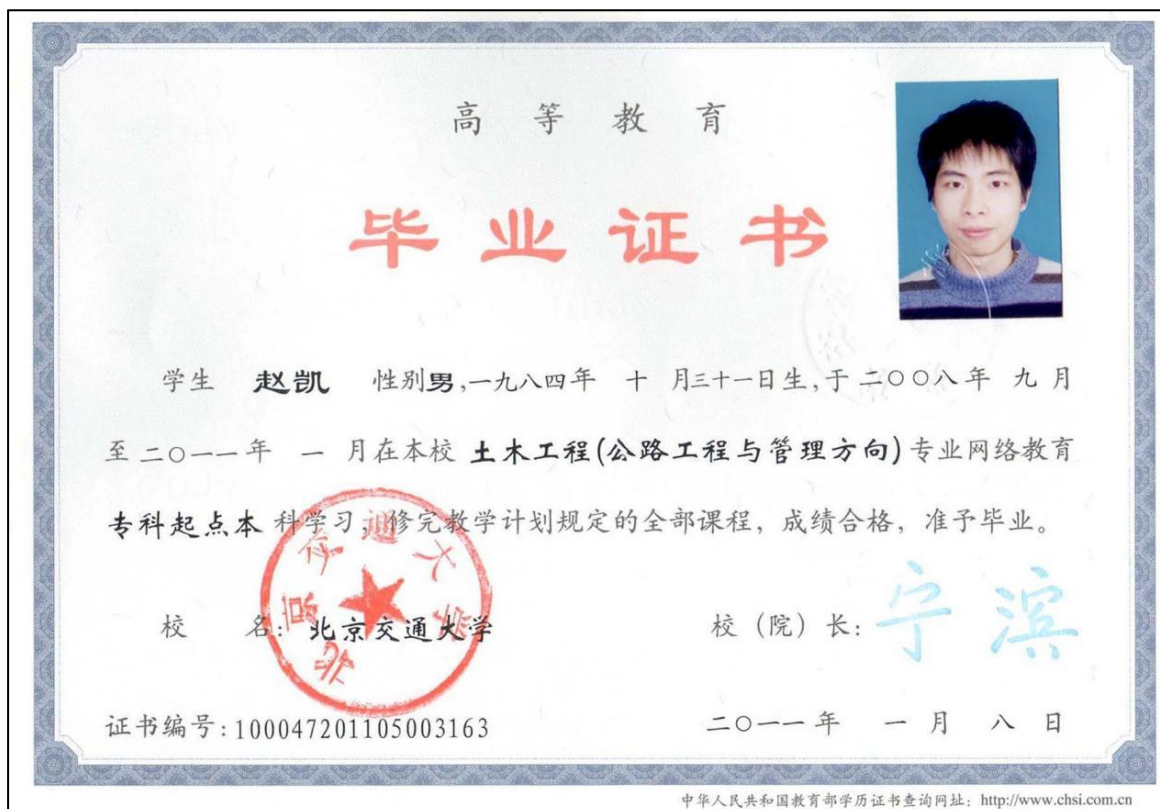 高等教育
毕业证书
学生 赵凯 性别男,一九八四年 十 月三十一日生,于二〇〇八年 九月
至二〇一一年 一 月在本校 土木工程(公路工程与管理方向)专业网络教育
专科起点本 科学习,修完教学计划规定的全部课程,成绩合格,准予毕业。
北京交通大学
校 名: 北京交通大学 校(院)长: 宁滨
证书编号:100047201105003163 二〇一一年 一月 八日
中华人民共和国教育部学历证书查询网址: http://www.chsi.com.cn